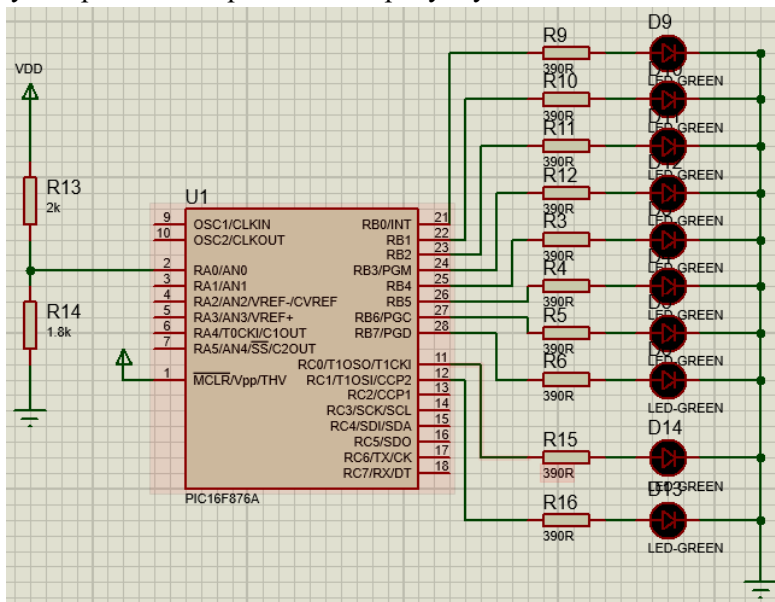 VDD
R13
2k
R14
1.8k
U1
9 OSC1/CLKIN
10 OSC2/CLKOUT
2 RA0/AN0
3 RA1/AN1
4 RA2/AN2/VREF-/CVREF
5 RA3/AN3/VREF+
6 RA4/T0CKI/C1OUT
7 RA5/AN4/SS/C2OUT
1 MCLR/Vpp/THV
RB0/INT 21
RB1 22
RB2 23
RB3/PGM 24
RB4 25
RB5 26
RB6/PGC 27
RB7/PGD 28
RC0/T1OSO/T1CKI 11
RC1/T1OSI/CCP2 12
RC2/CCP1 13
RC3/SCK/SCL 14
RC4/SDI/SDA 15
RC5/SDO 16
RC6/TX/CK 17
RC7/RX/DT 18
PIC16F876A
R9
390R
R10
390R
R11
390R
R12
390R
R3
390R
R4
390R
R5
390R
R6
390R
R15
390R
R16
390R
D9
D10
LED-GREEN
LED-GREEN
D12
LED-GREEN
LED-GREEN
LED-GREEN
LED-GREEN
LED-GREEN
LED-GREEN
D14
LED-GREEN
D13
LED-GREEN